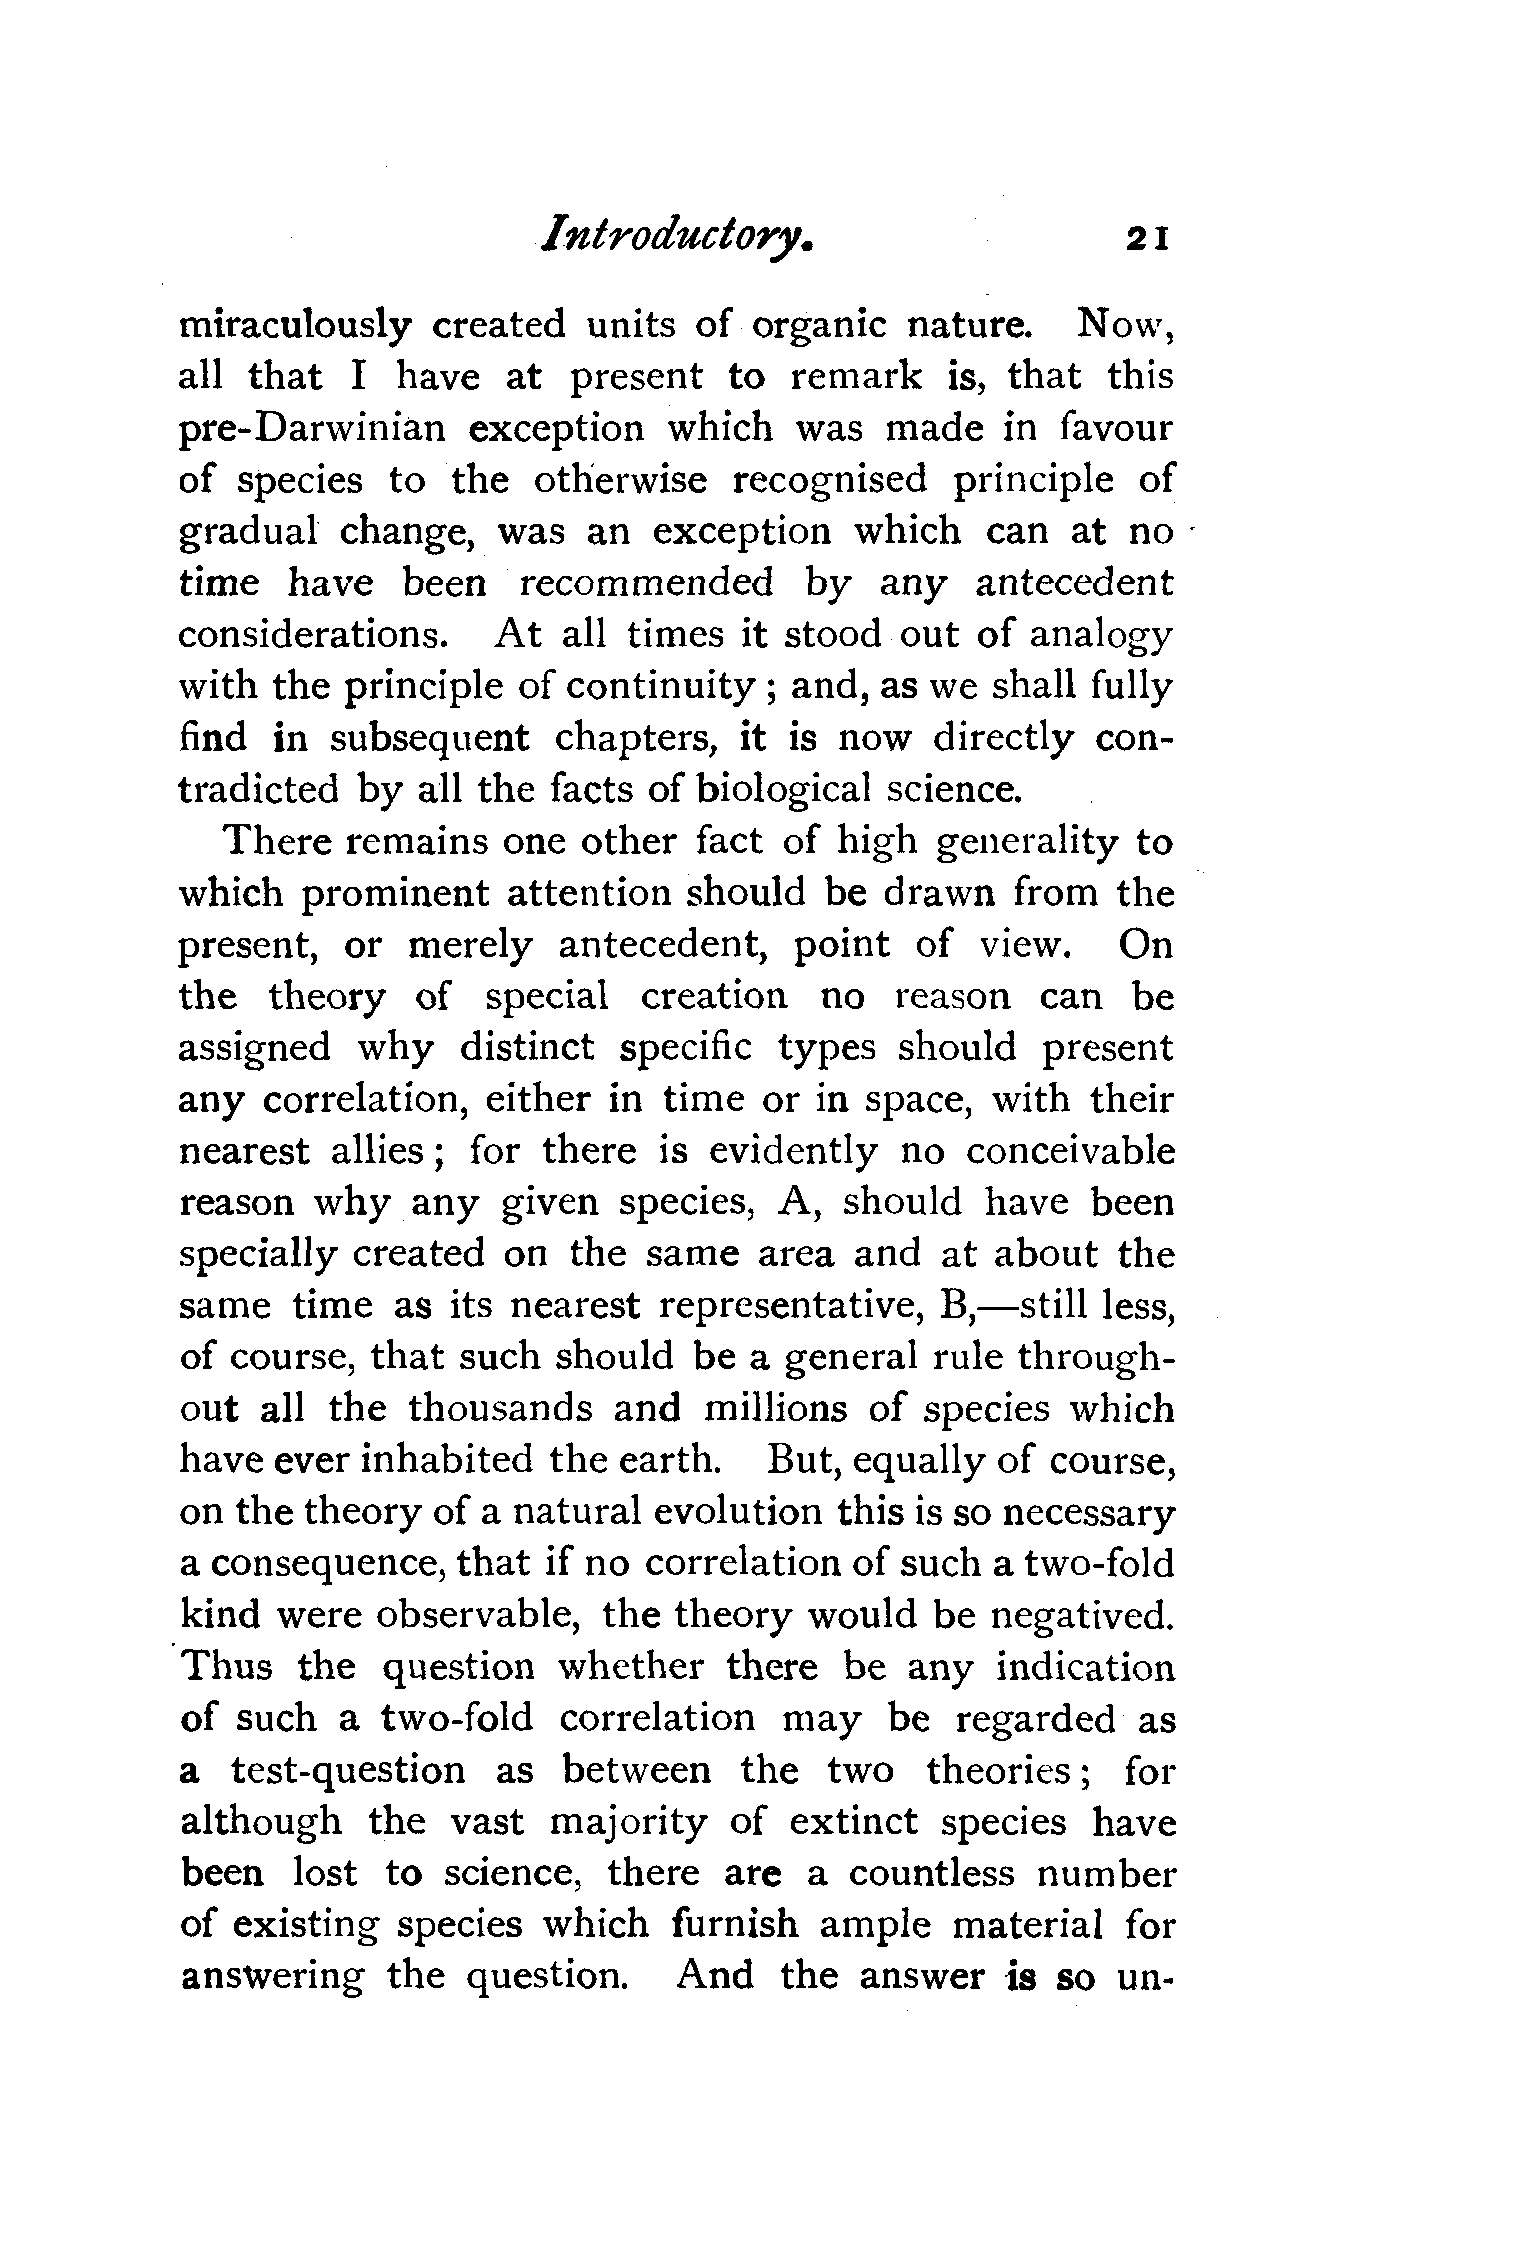 Introductory. 21
miraculously created units of organic nature. Now,
all that I have at present to remark is, that this
pre-Darwinian exception which was made in favour
of species to the otherwise recognised principle of
gradual change, was an exception which can at no
time have been recommended by any antecedent
considerations. At all times it stood out of analogy
with the principle of continuity ; and, as we shall fully
find in subsequent chapters, it is now directly con-
tradicted by all the facts of biological science.
There remains one other fact of high generality to
which prominent attention should be drawn from the
present, or merely antecedent, point of view. On
the theory of special creation no reason can be
assigned why distinct specific types should present
any correlation, either in time or in space, with their
nearest allies ; for there is evidently no conceivable
reason why any given species, A, should have been
specially created on the same area and at about the
same time as its nearest representative, B,—still less,
of course, that such should be a general rule through-
out all the thousands and millions of species which
have ever inhabited the earth. But, equally of course,
on the theory of a natural evolution this is so necessary
a consequence, that if no correlation of such a two-fold
kind were observable, the theory would be negatived.
Thus the question whether there be any indication
of such a two-fold correlation may be regarded as
a test-question as between the two theories ; for
although the vast majority of extinct species have
been lost to science, there are a countless number
of existing species which furnish ample material for
answering the question. And the answer is so un-